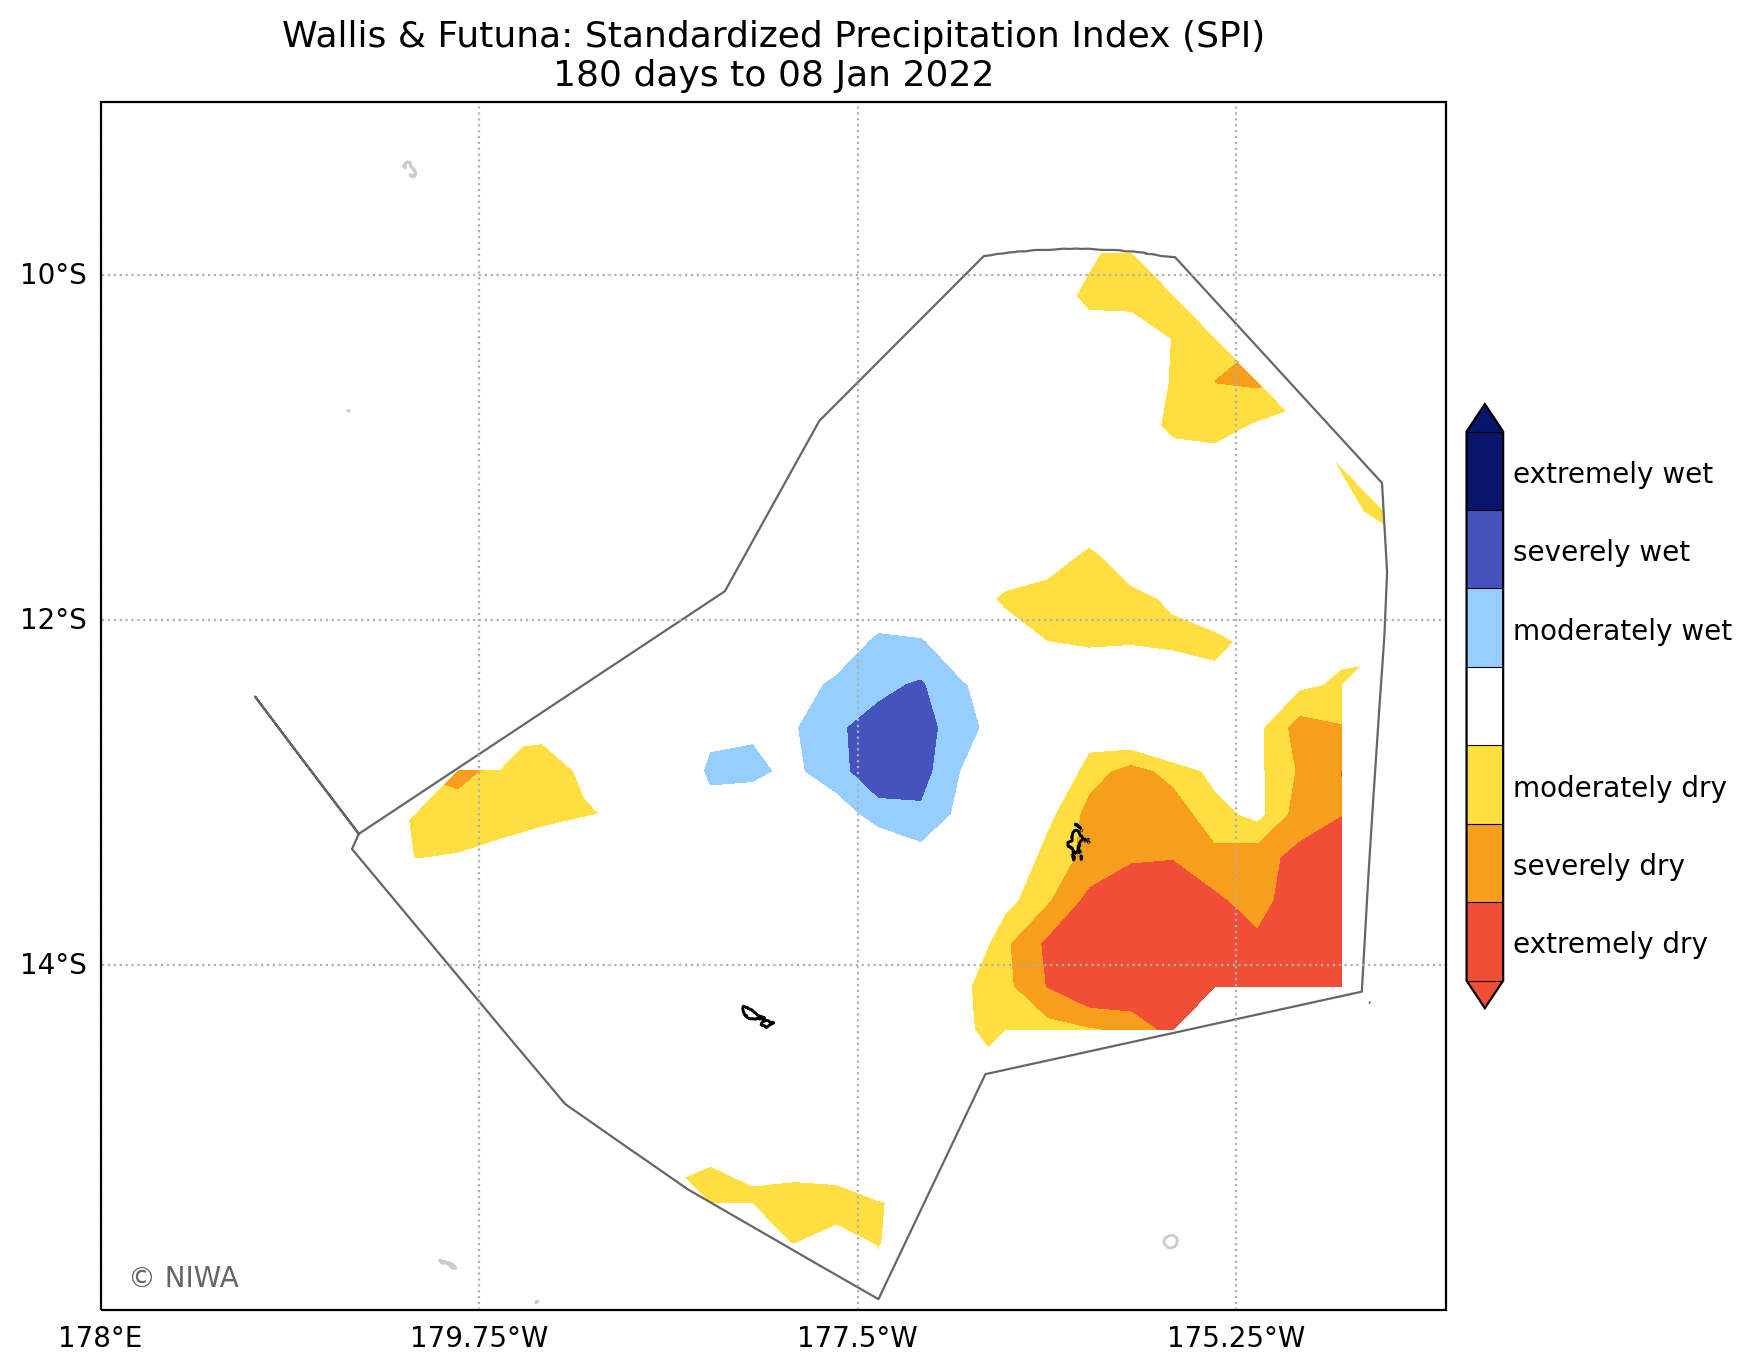 Wallis & Futuna: Standardized Precipitation Index (SPI)
180 days to 08 Jan 2022
10°S
12°S
14°S
extremely wet
severely wet
moderately wet
moderately dry
severely dry
extremely dry
© NIWA
178°E
179.75°W
177.5°W
175.25°W